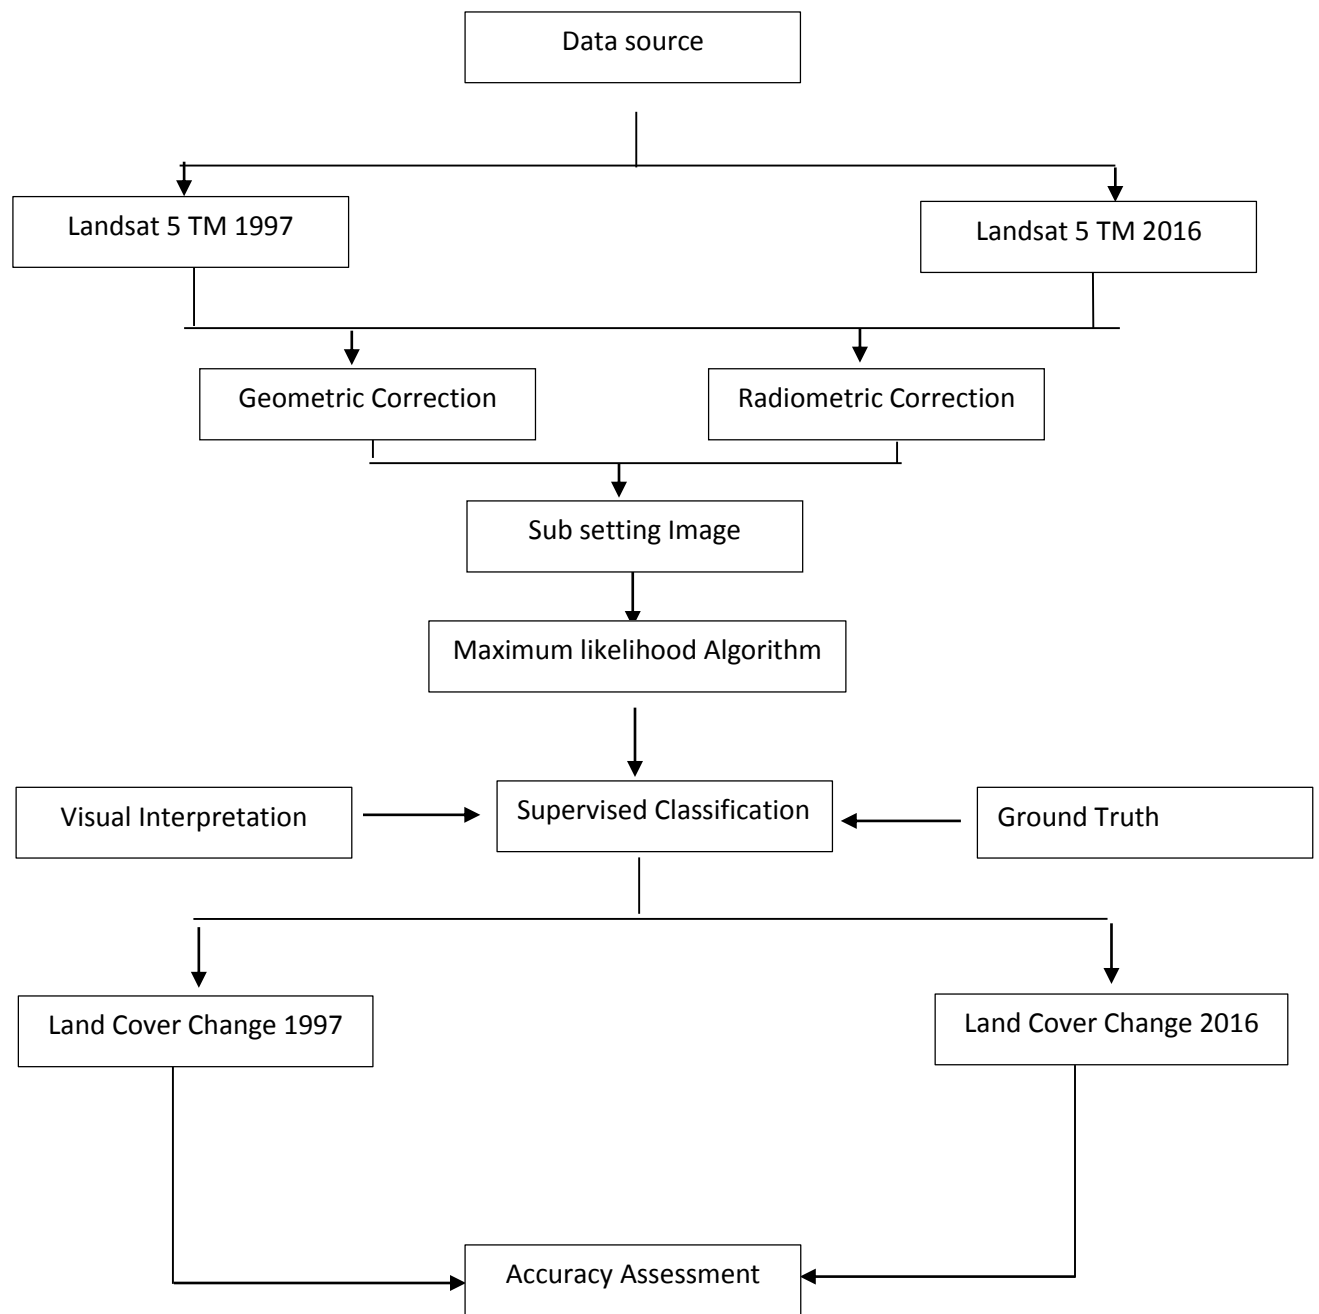 Data source
Landsat 5 TM 1997
Landsat 5 TM 2016
Geometric Correction
Radiometric Correction
Sub setting Image
Maximum likelihood Algorithm
Visual Interpretation
Supervised Classification
Ground Truth
Land Cover Change 1997
Land Cover Change 2016
Accuracy Assessment